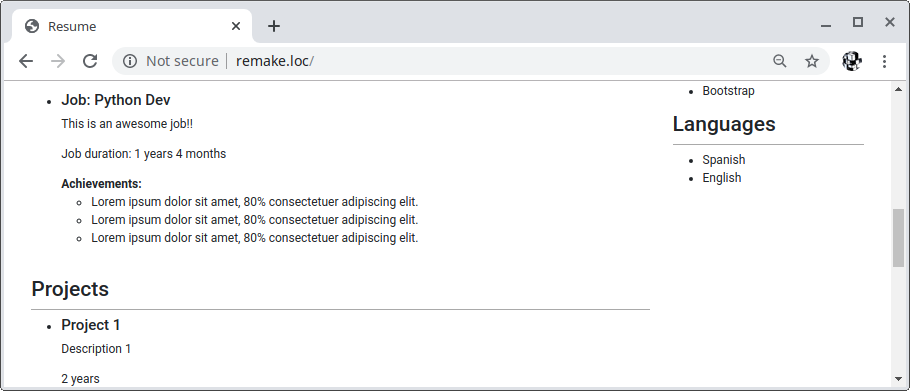 Resume
Not secure | remake.loc/
Job: Python Dev
This is an awesome job!!
Job duration: 1 years 4 months
Achievements:
Lorem ipsum dolor sit amet, 80% consectetuer adipiscing elit.
Lorem ipsum dolor sit amet, 80% consectetuer adipiscing elit.
Lorem ipsum dolor sit amet, 80% consectetuer adipiscing elit.
Projects
Project 1
Description 1
2 years
Bootstrap
Languages
Spanish
English